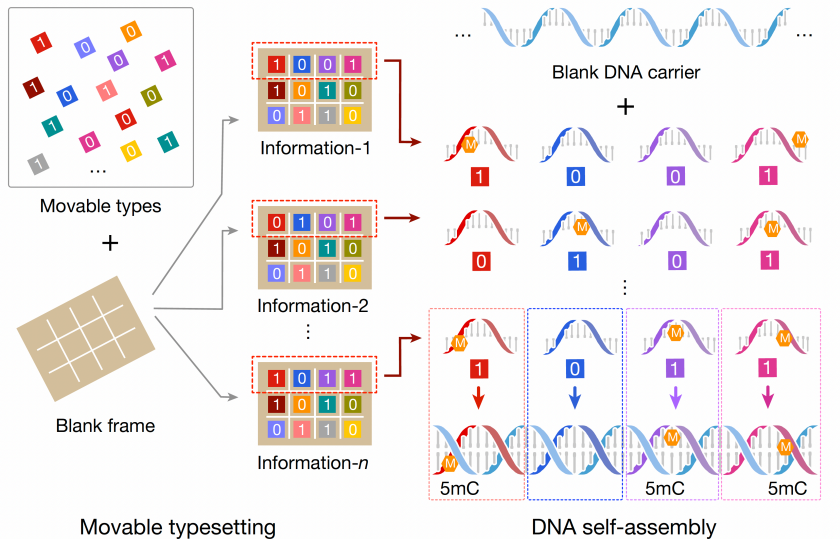 1 0 0
0 1
1 0 1 0
1 0
1 0 0 1
...
Movable types
+
Blank frame
1 0 0 1
1 0 1 0
0 1 1 0
Information-1
0 1 0 1
1 0 1 0
0 1 1 0
Information-2
...
1 0 1 1
1 0 1 0
0 1 1 0
Information-n
Movable typesetting
... ...
Blank DNA carrier
+
M M
1 0 0 1
M M
0 1 0 1
...
M M M
1 0 1 1
M M M
5mC 5mC 5mC
DNA self-assembly